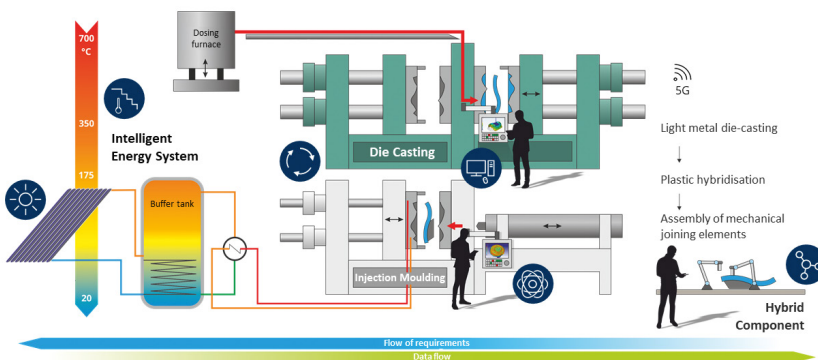 700
°C
350
175
20
Dosing
furnace
Intelligent
Energy System
Buffer tank
Die Casting
Injection Moulding
5G
Light metal die-casting
Plastic hybridisation
Assembly of mechanical
joining elements
Hybrid
Component
Flow of requirements
Data flow